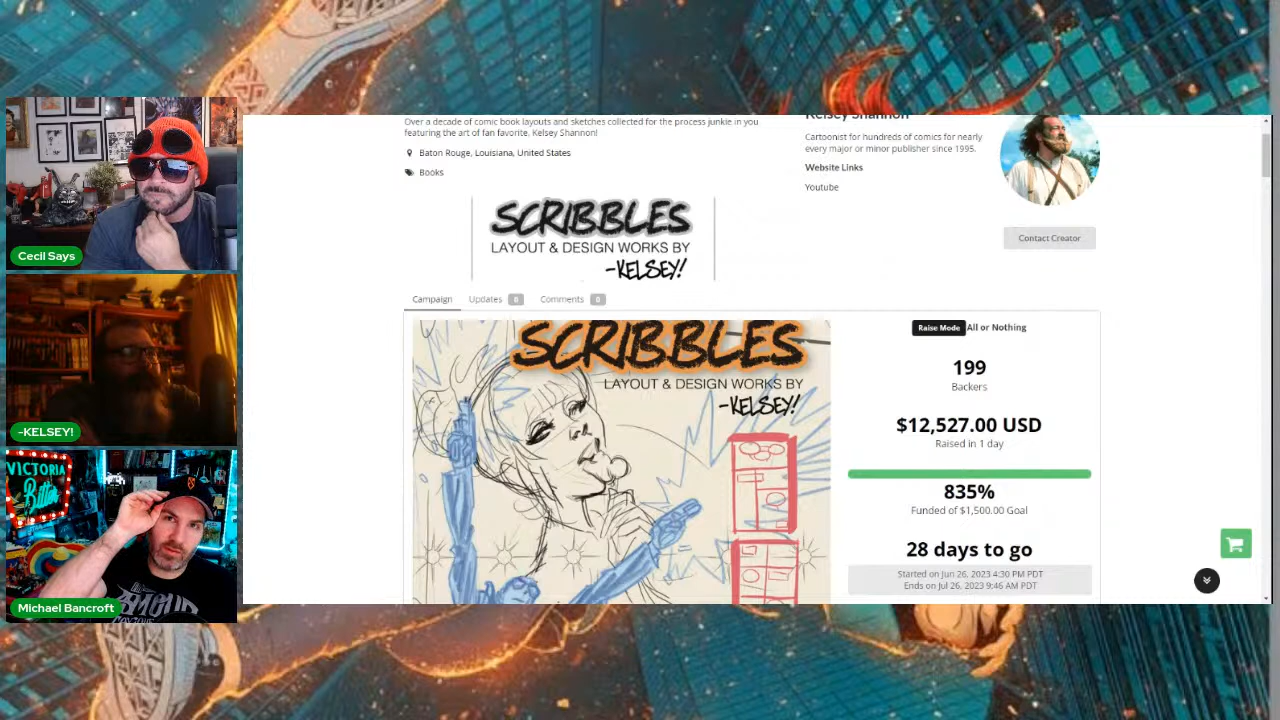 Cecil Says
-KELSEY!
VICTORIA
Bitter
Michael Bancroft
Over a decade of comic book layouts and sketches collected for the process junkie in you
featuring the art of fan favorite, Kelsey Shannon!
Baton Rouge, Louisiana, United States
Books
SCRIBBLES
LAYOUT & DESIGN WORKS BY
-KELSEY!
Kelsey Shannon
Cartoonist for hundreds of comics for nearly
every major or minor publisher since 1995.
Website Links
Youtube
Contact Creator
Campaign Updates 6 Comments 0
SCRIBBLES
LAYOUT & DESIGN WORKS BY
-KELSEY!
Raise Mode All or Nothing
199
Backers
$12,527.00 USD
Raised in 1 day
835%
Funded of $1,500.00 Goal
28 days to go
Started on Jun 26, 2023 4:30 PM PDT
Ends on Jul 26, 2023 9:46 AM PDT